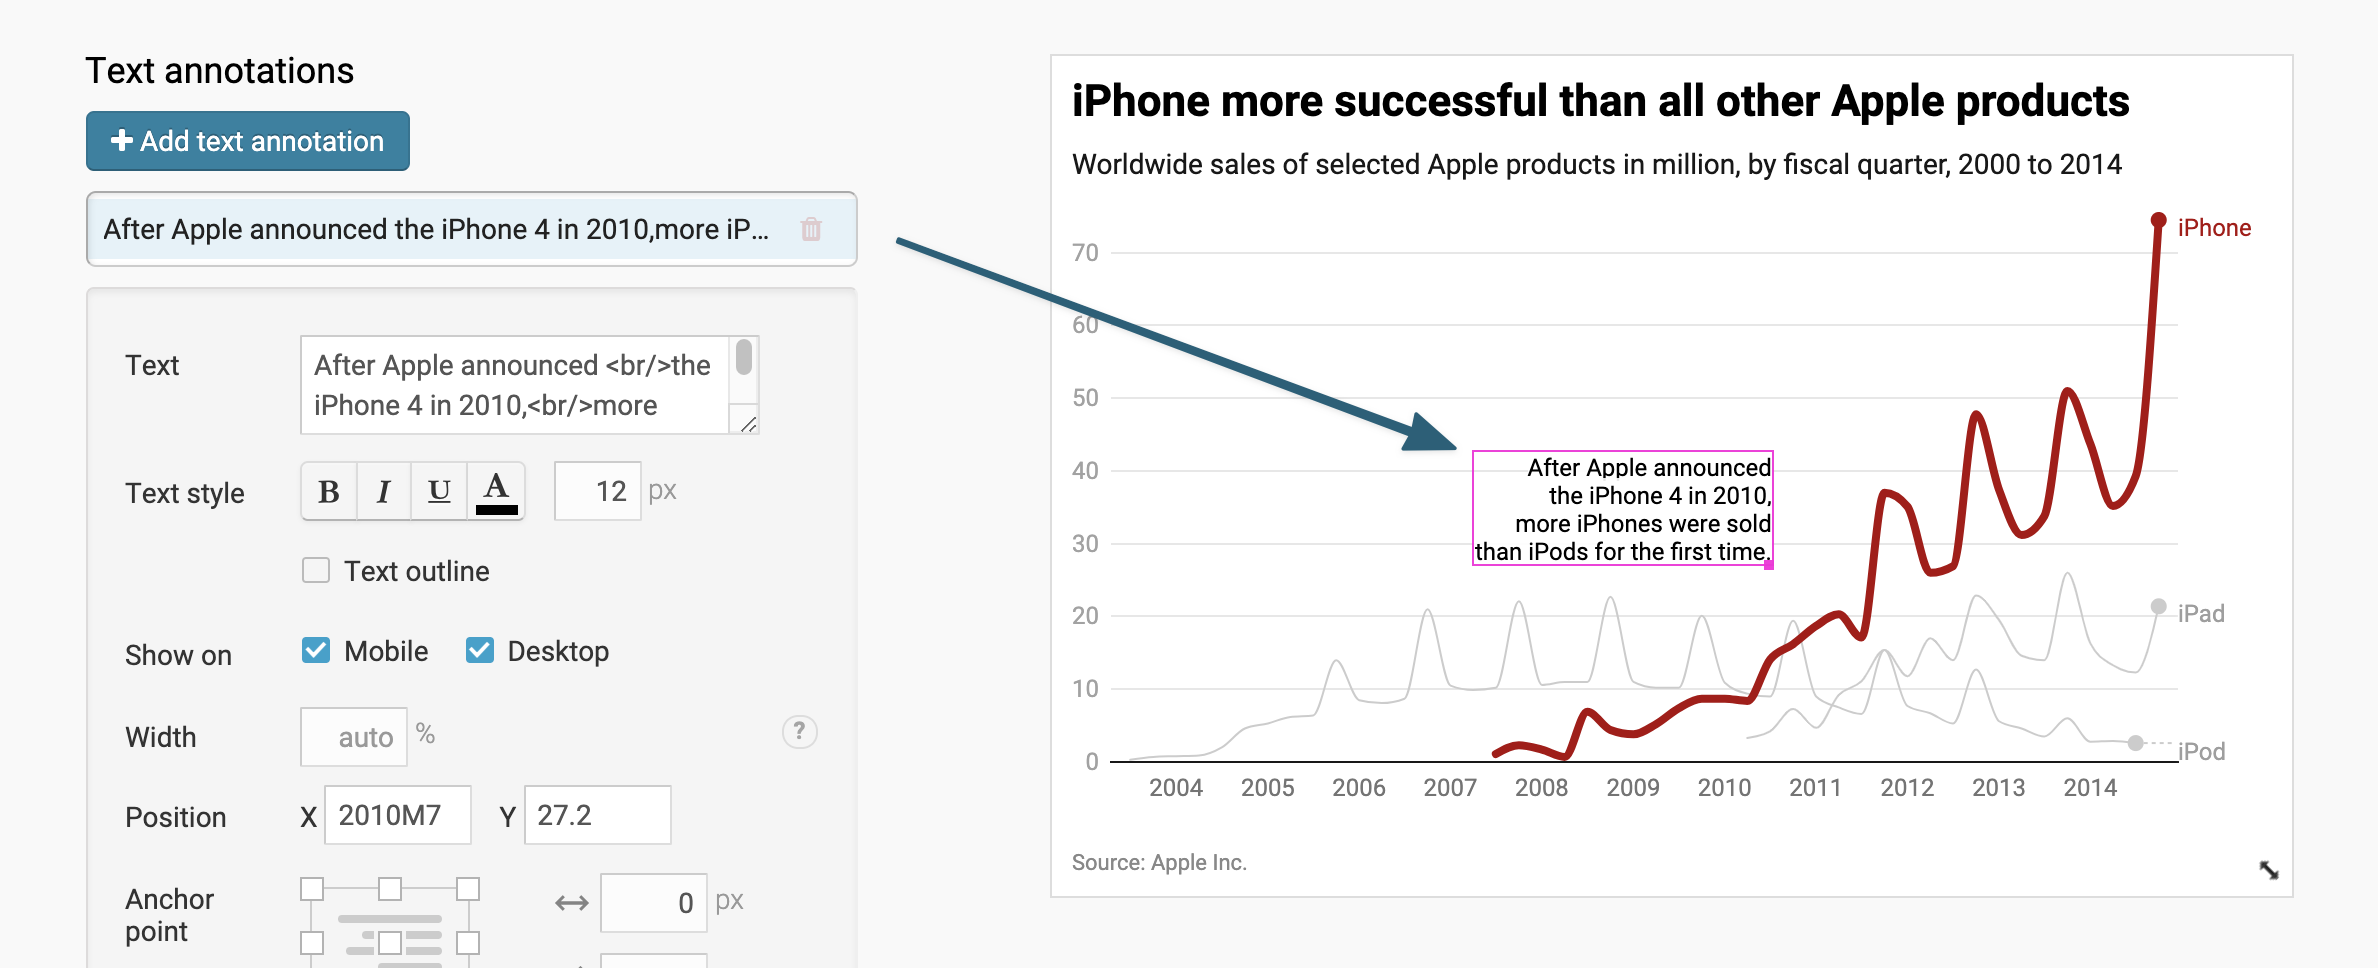 Text annotations
+ Add text annotation
After Apple announced the iPhone 4 in 2010,more iP...
Text
After Apple announced <br/>the
iPhone 4 in 2010,<br/>more
Text style
B I U A 12 px
Text outline
Show on
Mobile
Desktop
Width
auto %
?
Position
X 2010M7
Y 27.2
Anchor
point
0 px
iPhone more successful than all other Apple products
Worldwide sales of selected Apple products in million, by fiscal quarter, 2000 to 2014
70
60
50
40
30
20
10
0
iPhone
After Apple announced
the iPhone 4 in 2010,
more iPhones were sold
than iPods for the first time.
iPad
iPod
2004 2005 2006 2007 2008 2009 2010 2011 2012 2013 2014
Source: Apple Inc.